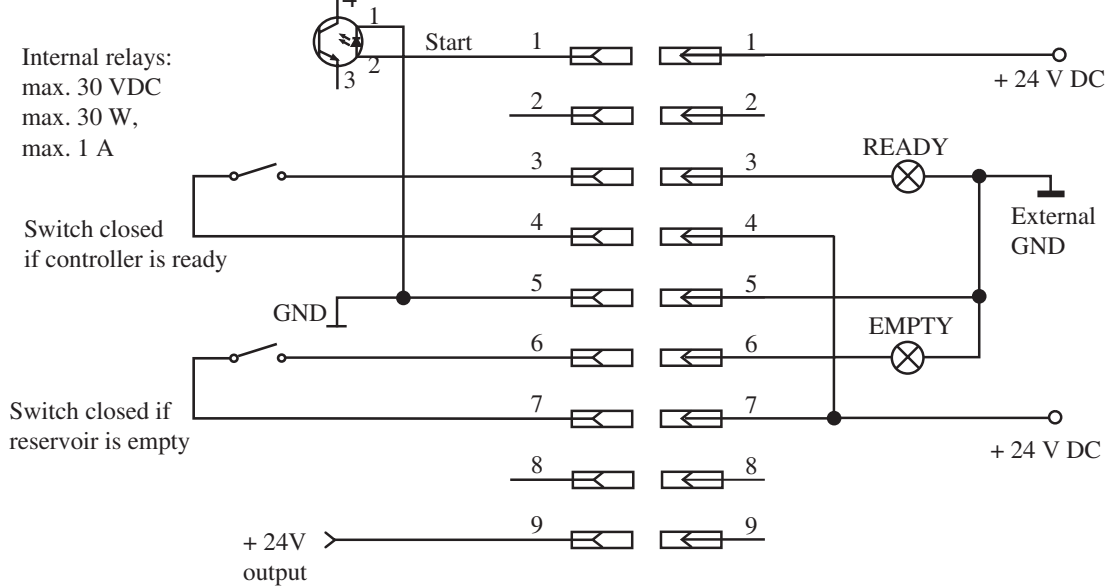 4
1
2
3
Internal relays:
max. 30 VDC
max. 30 W,
max. 1 A
Start
1
1
+ 24 V DC
2
2
3
3
READY
External
GND
Switch closed
if controller is ready
4
4
GND
5
5
EMPTY
6
6
Switch closed if
reservoir is empty
7
7
+ 24 V DC
8
8
9
9
+ 24V
output